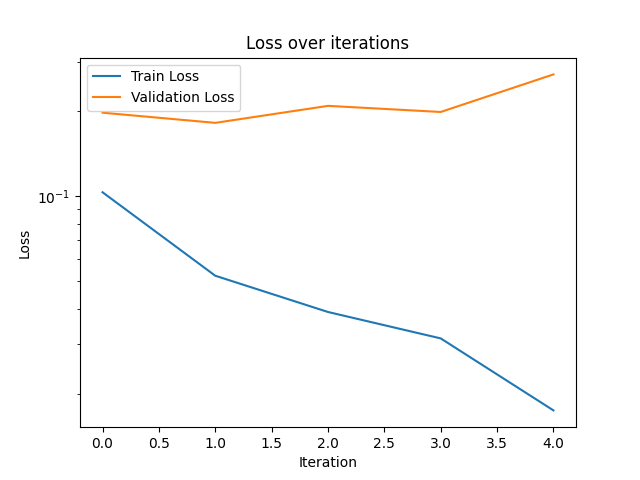 Loss over iterations
Train Loss
Validation Loss
10⁻¹
Loss
0.0 0.5 1.0 1.5 2.0 2.5 3.0 3.5 4.0
Iteration